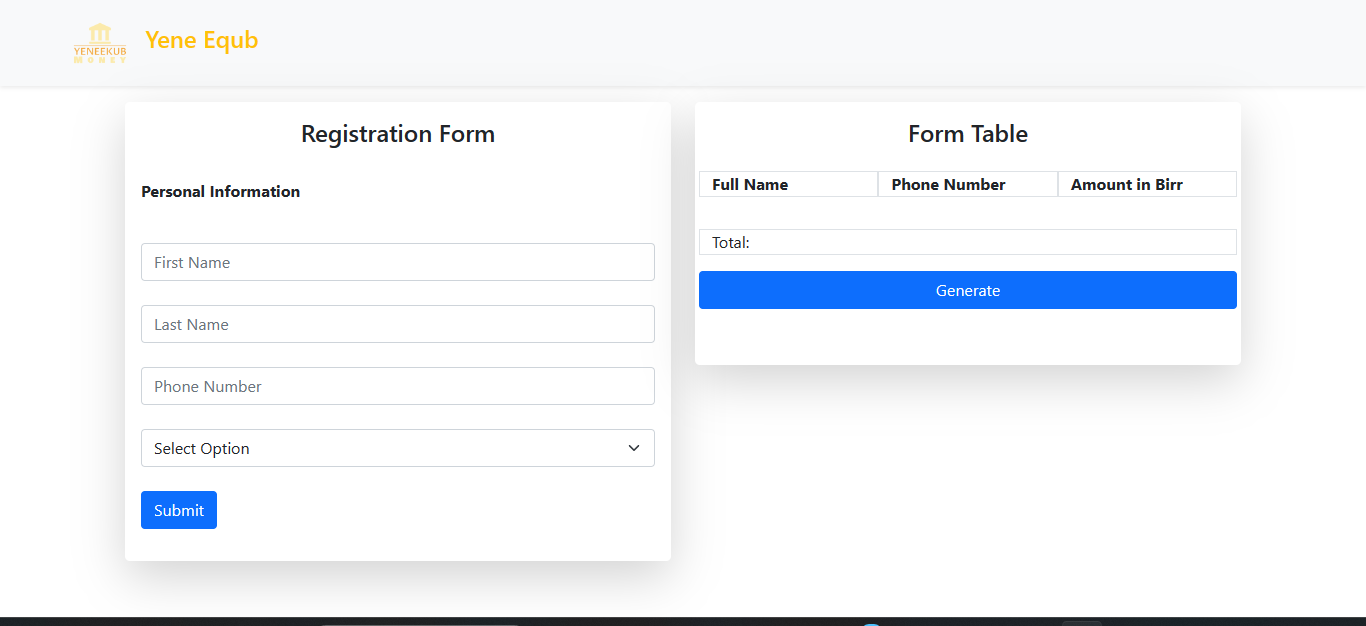 YENEEKUB
MONEY
Yene Equb
Registration Form
Personal Information
First Name
Last Name
Phone Number
Select Option
Submit
Form Table
Full Name Phone Number Amount in Birr
Total:
Generate